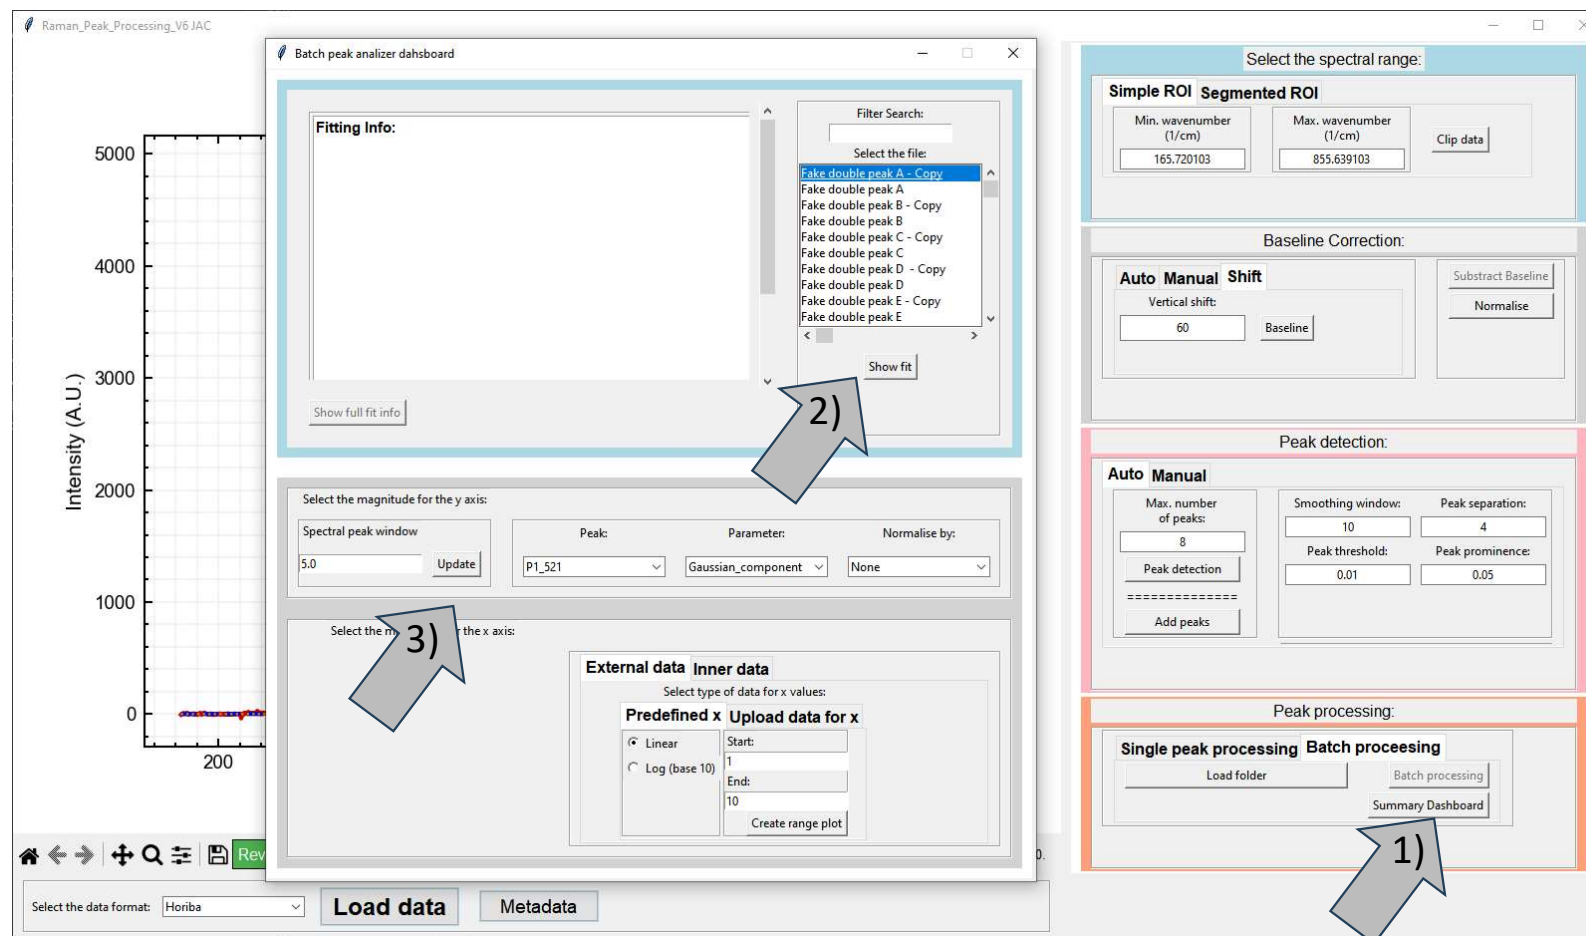 Raman_Peak_Processing_V6 JAC
Batch peak analizer dahsboard
Fitting Info:
Show full fit info
Filter Search:
Select the file:
Fake double peak A - Copy
Fake double peak A
Fake double peak B - Copy
Fake double peak B
Fake double peak C - Copy
Fake double peak C
Fake double peak D  - Copy
Fake double peak D
Fake double peak E - Copy
Fake double peak E
Show fit
2)
Select the magnitude for the y axis:
Spectral peak window
5.0
Update
Peak:
Parameter:
Normalise by:
P1_521
Gaussian_component
None
3)
Select the m
r the x axis:
External data
Inner data
Select type of data for x values:
Predefined x
Upload data for x
Linear
Log (base 10)
Start:
1
End:
10
Create range plot
5000
4000
3000
2000
1000
0
Intensity (A.U.)
200
Rev
0.
Select the data format:
Horiba
Load data
Metadata
Select the spectral range:
Simple ROI
Segmented ROI
Min. wavenumber
(1/cm)
165.720103
Max. wavenumber
(1/cm)
855.639103
Clip data
Baseline Correction:
Auto
Manual
Shift
Vertical shift:
60
Baseline
Substract Baseline
Normalise
Peak detection:
Auto
Manual
Max. number
of peaks:
8
Peak detection
==============
Add peaks
Smoothing window:
10
Peak separation:
4
Peak threshold:
0.01
Peak prominence:
0.05
Peak processing:
Single peak processing
Batch proceesing
Load folder
Batch processing
Summary Dashboard
1)